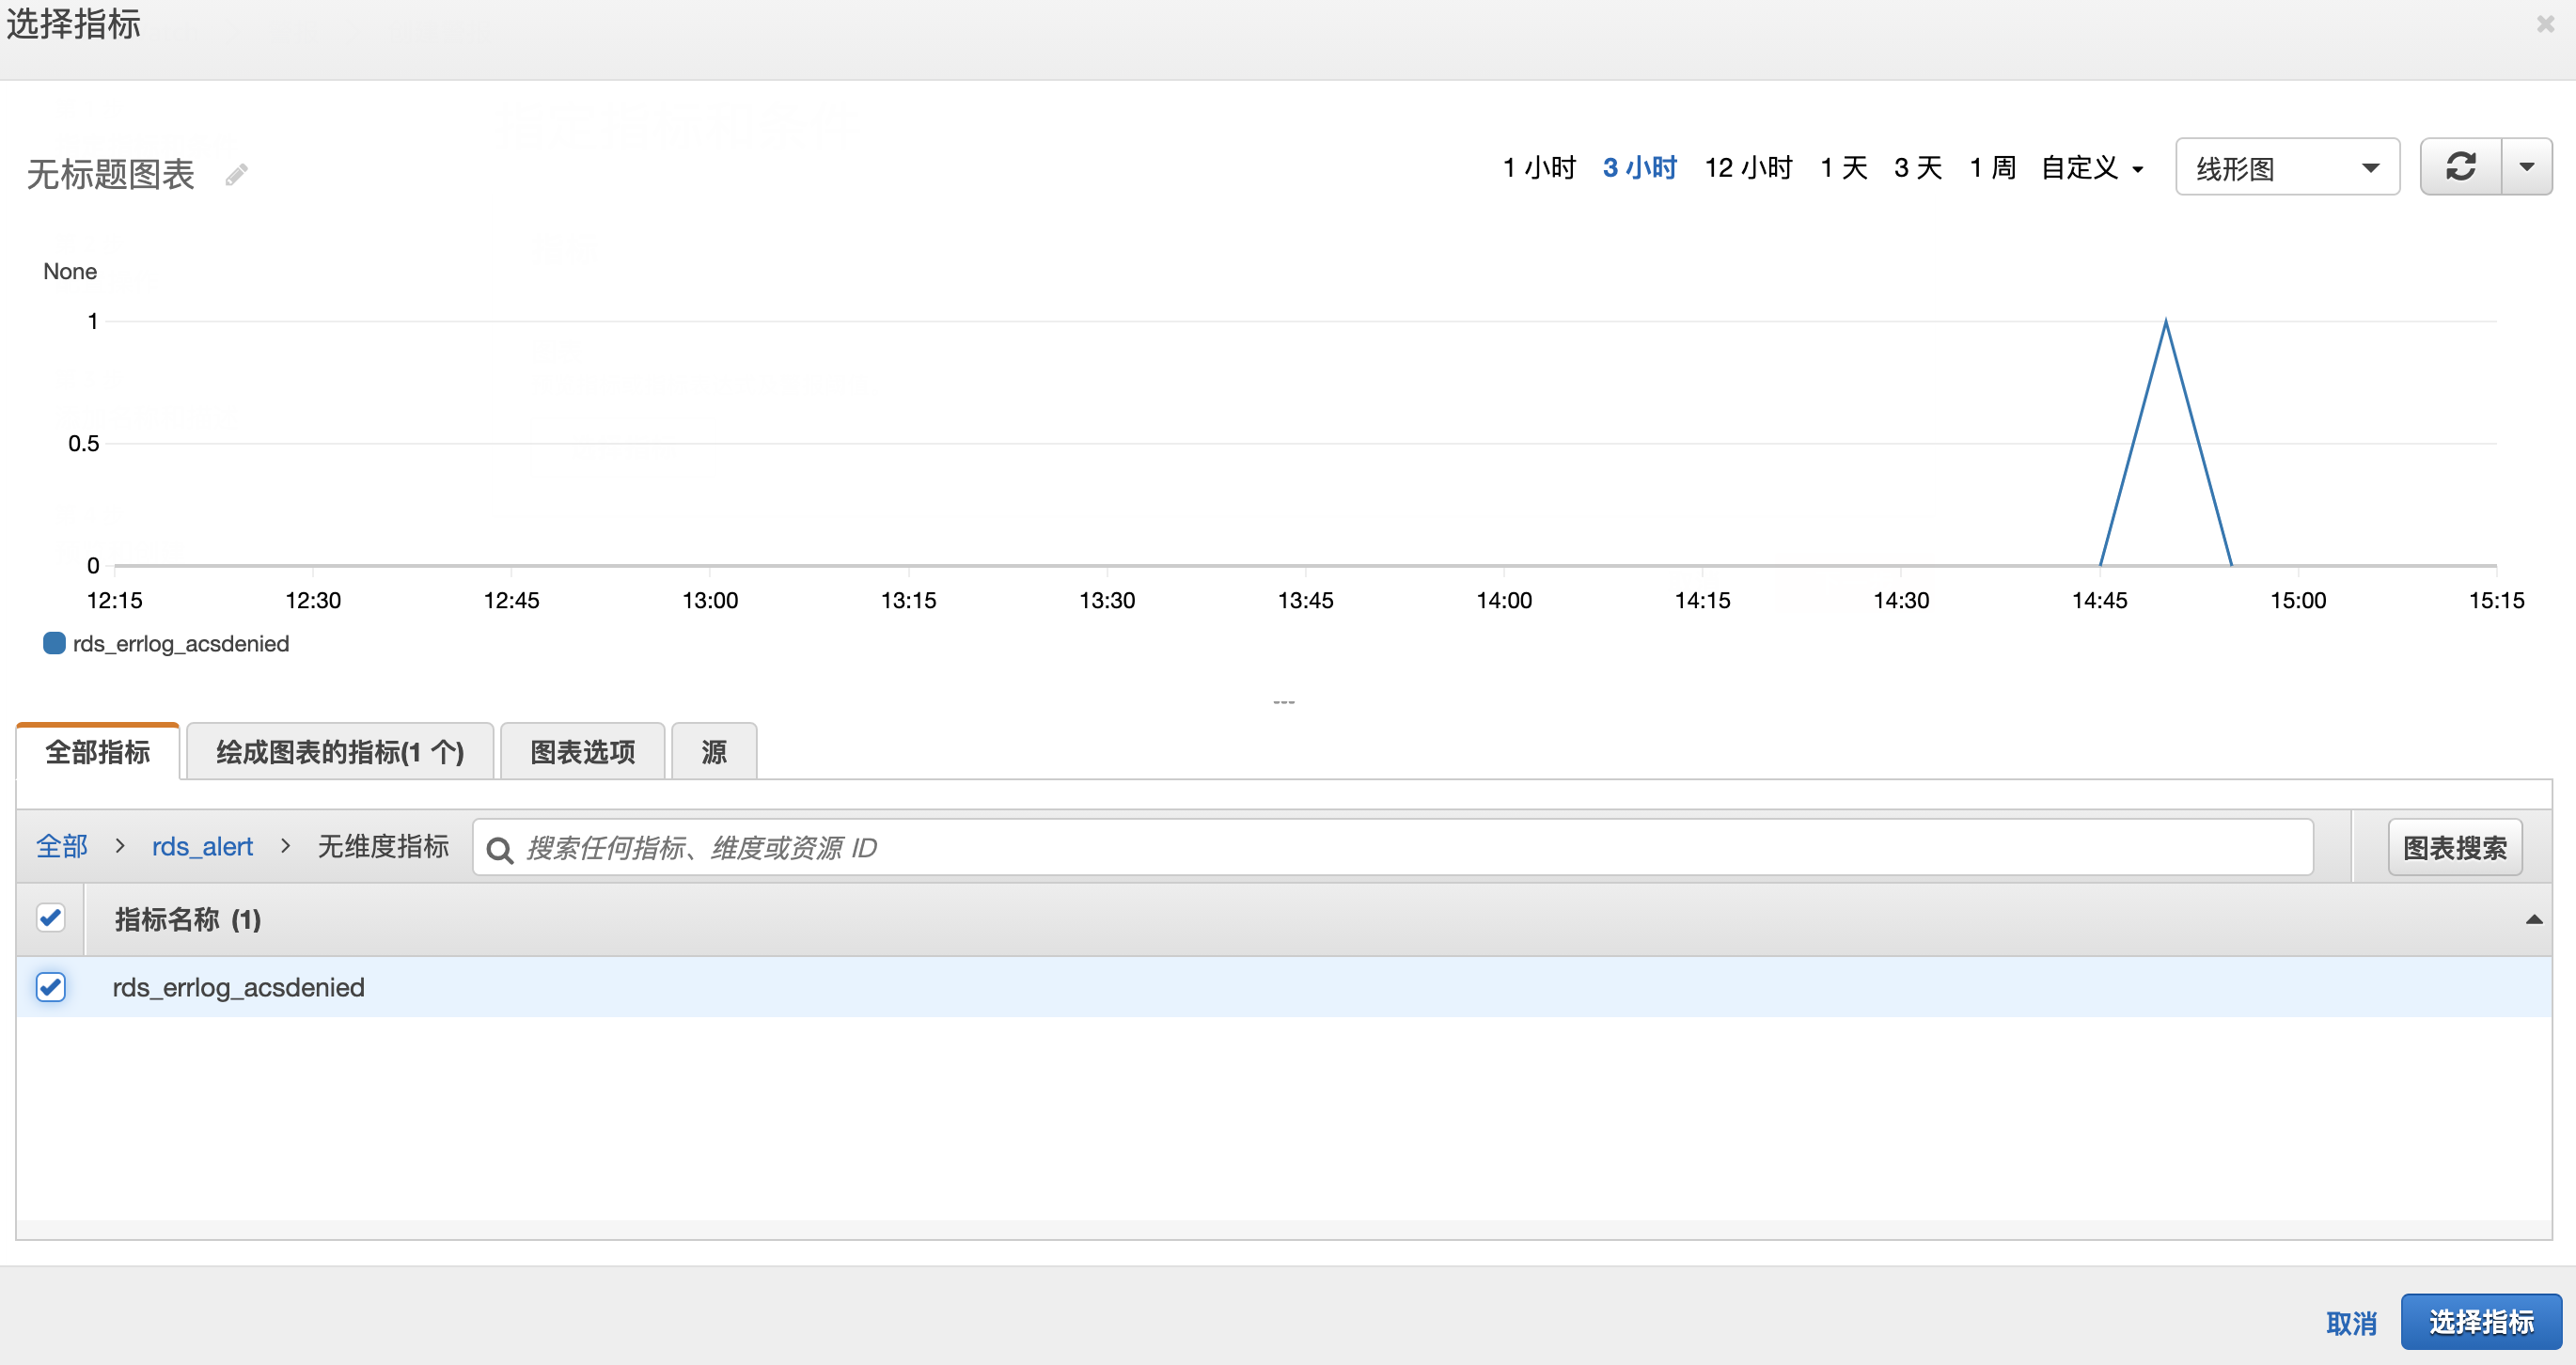 选择指标
无标题图表
1 小时 3 小时 12 小时 1 天 3 天 1 周 自定义 线形图
None
1
0.5
0
12:15 12:30 12:45 13:00 13:15 13:30 13:45 14:00 14:15 14:30 14:45 15:00 15:15
rds_errlog_acsdenied
全部指标 绘成图表的指标(1 个) 图表选项 源
全部 > rds_alert > 无维度指标 搜索任何指标、维度或资源 ID 图表搜索
指标名称 (1)
rds_errlog_acsdenied
取消 选择指标